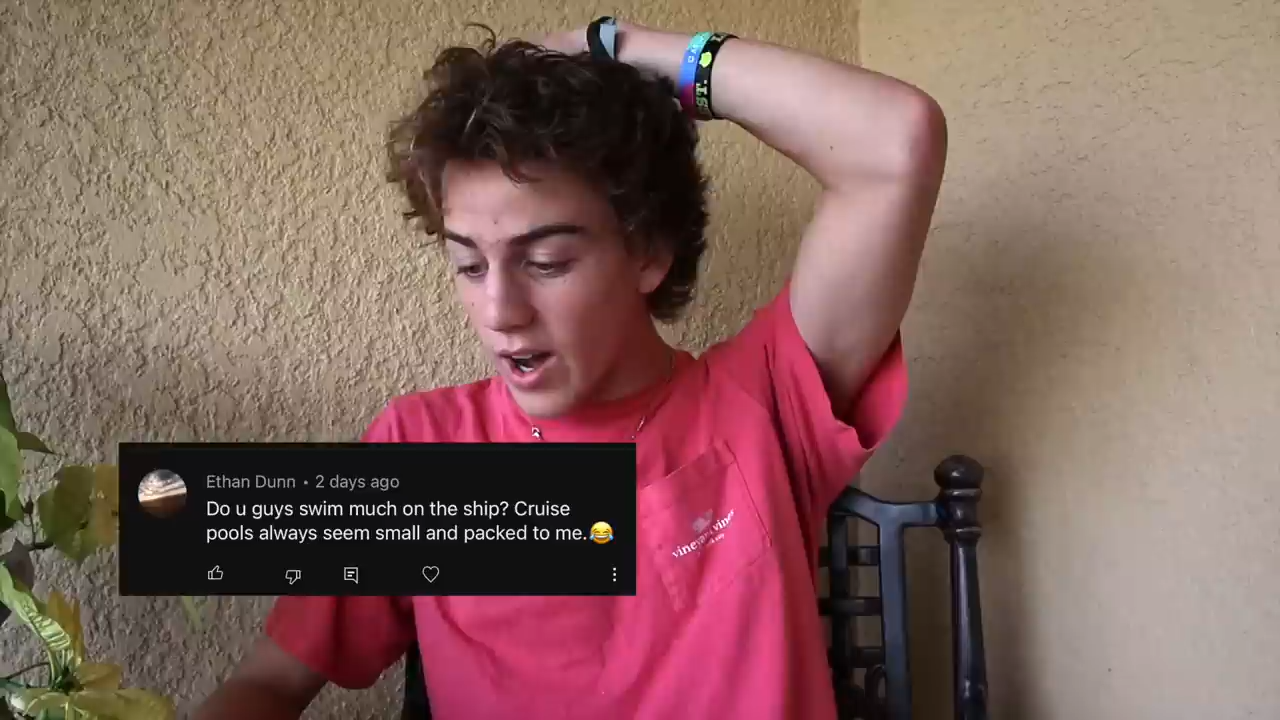 EST.
Ethan Dunn • 2 days ago
Do u guys swim much on the ship? Cruise
pools always seem small and packed to me.😂
vineyard vines